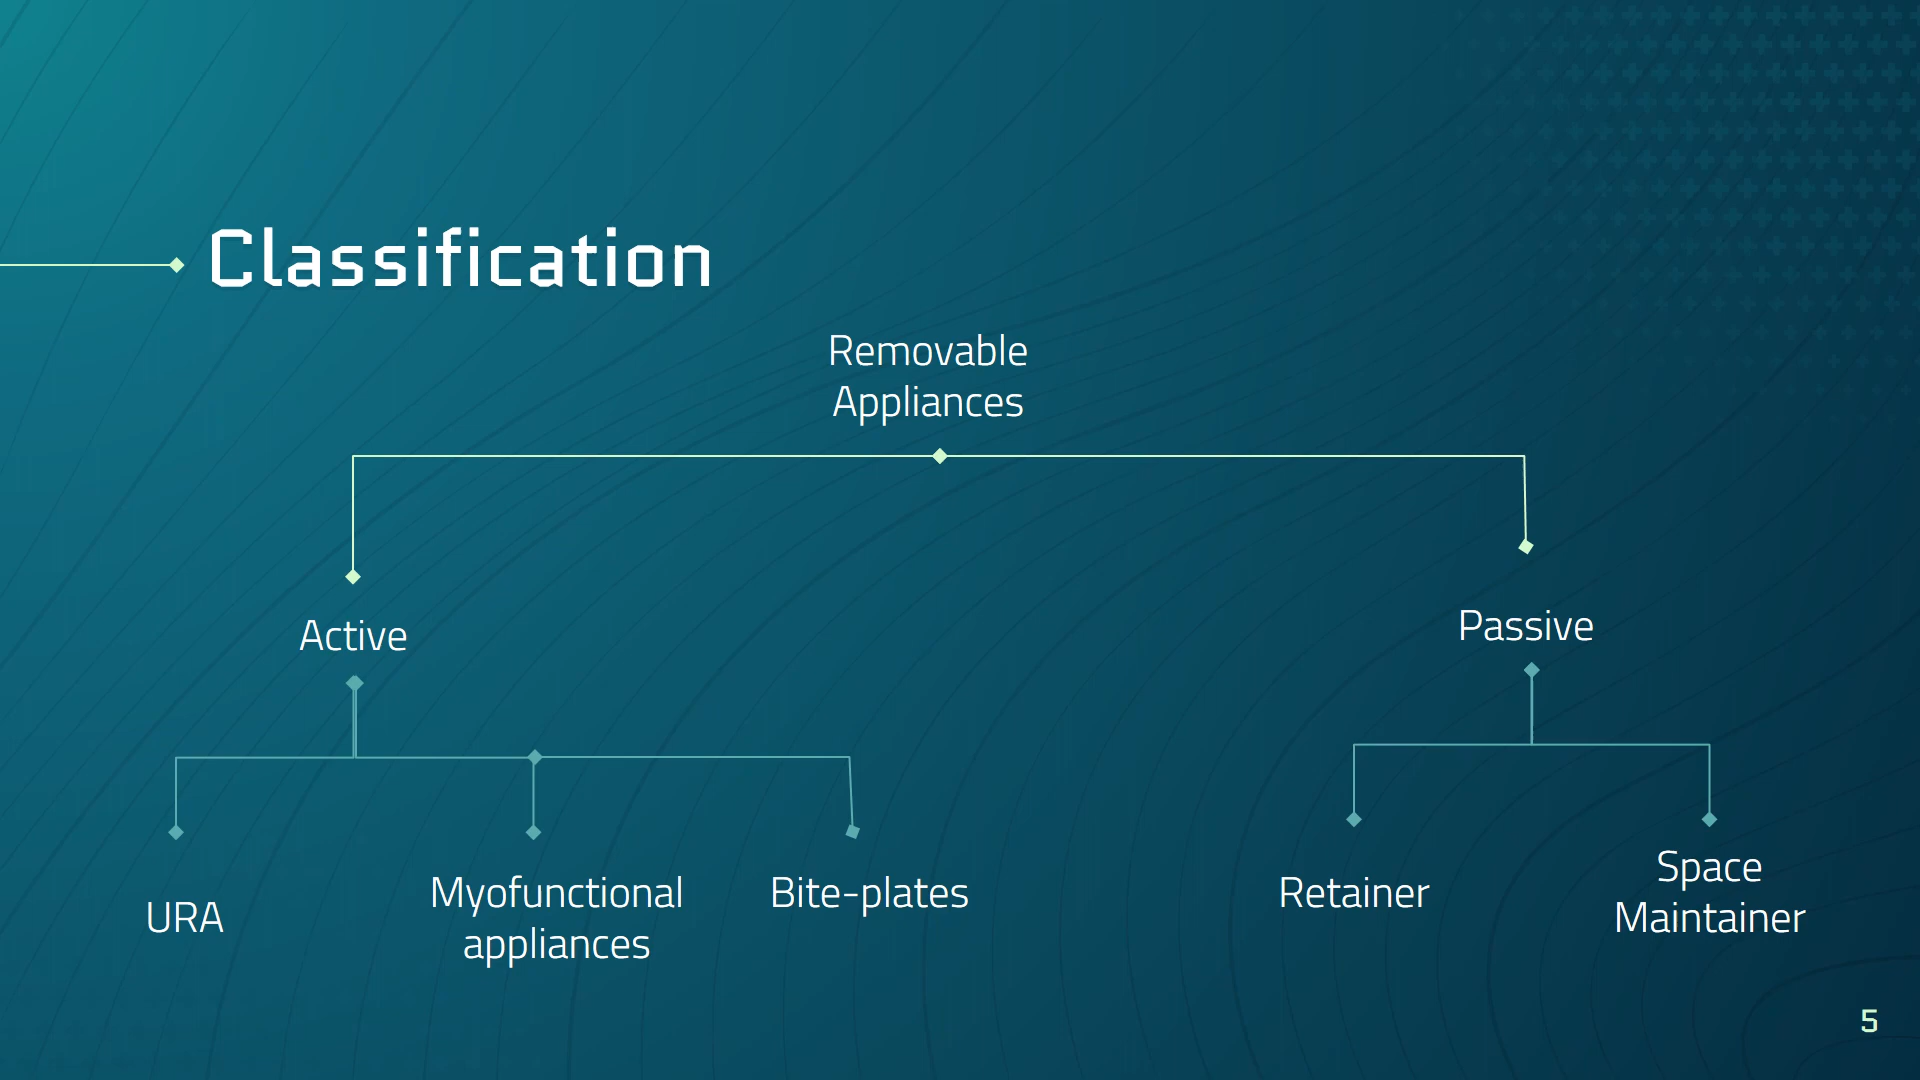 Classification
Removable
Appliances
Active
Passive
URA
Myofunctional
appliances
Bite-plates
Retainer
Space
Maintainer
5